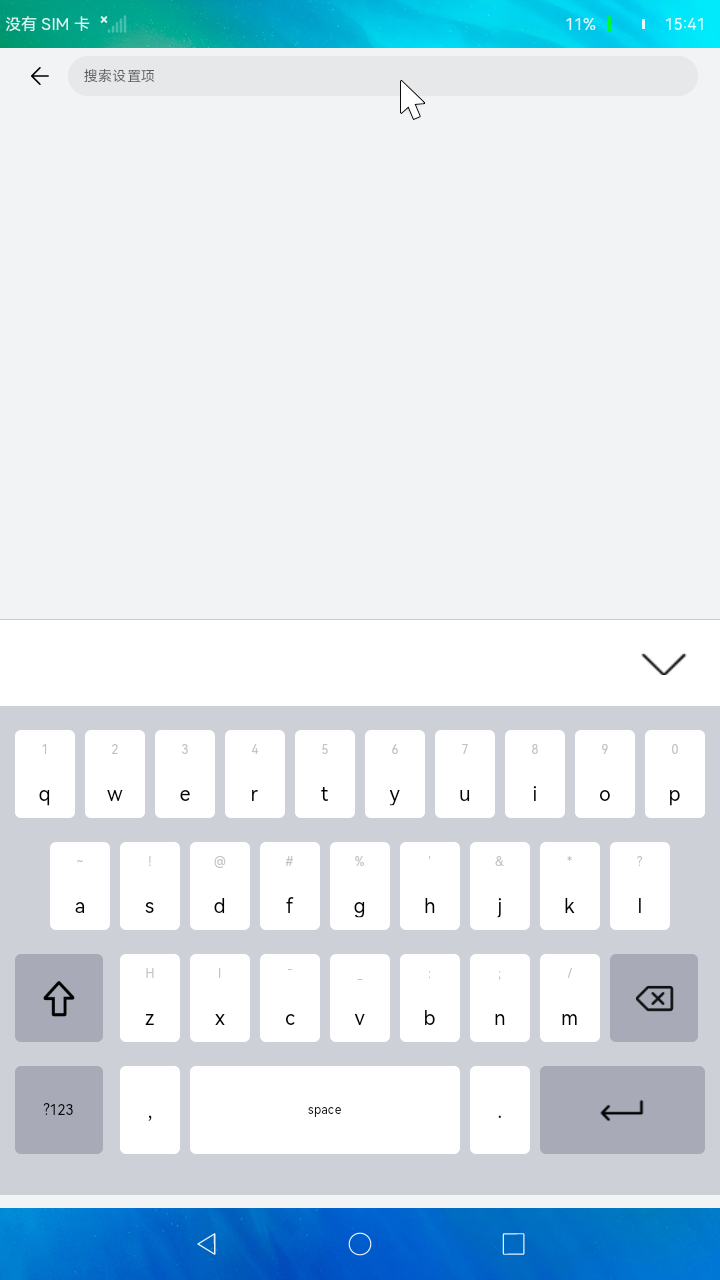 没有 SIM 卡 11% 15:41
搜索设置项
1 2 3 4 5 6 7 8 9 0
q w e r t y u i o p
~ ! @ # % ' & * ?
a s d f g h j k l
H I - _ : ; /
z x c v b n m
?123 , space .